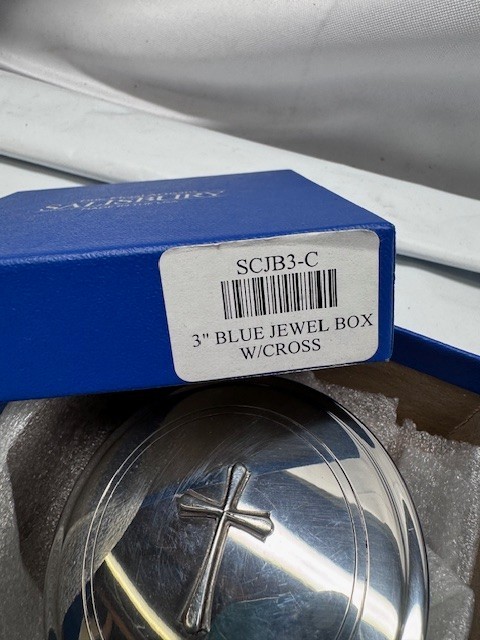 SALISBURY
SCJB3-C
3" BLUE JEWEL BOX
W/CROSS